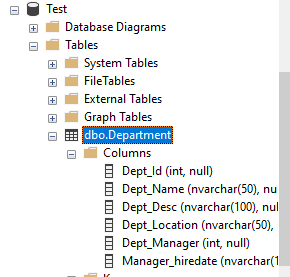 Test
Database Diagrams
Tables
System Tables
FileTables
External Tables
Graph Tables
dbo.Department
Columns
Dept_Id (int, null)
Dept_Name (nvarchar(50), nu
Dept_Desc (nvarchar(100), nu
Dept_Location (nvarchar(50),
Dept_Manager (int, null)
Manager_hiredate (nvarchar(1